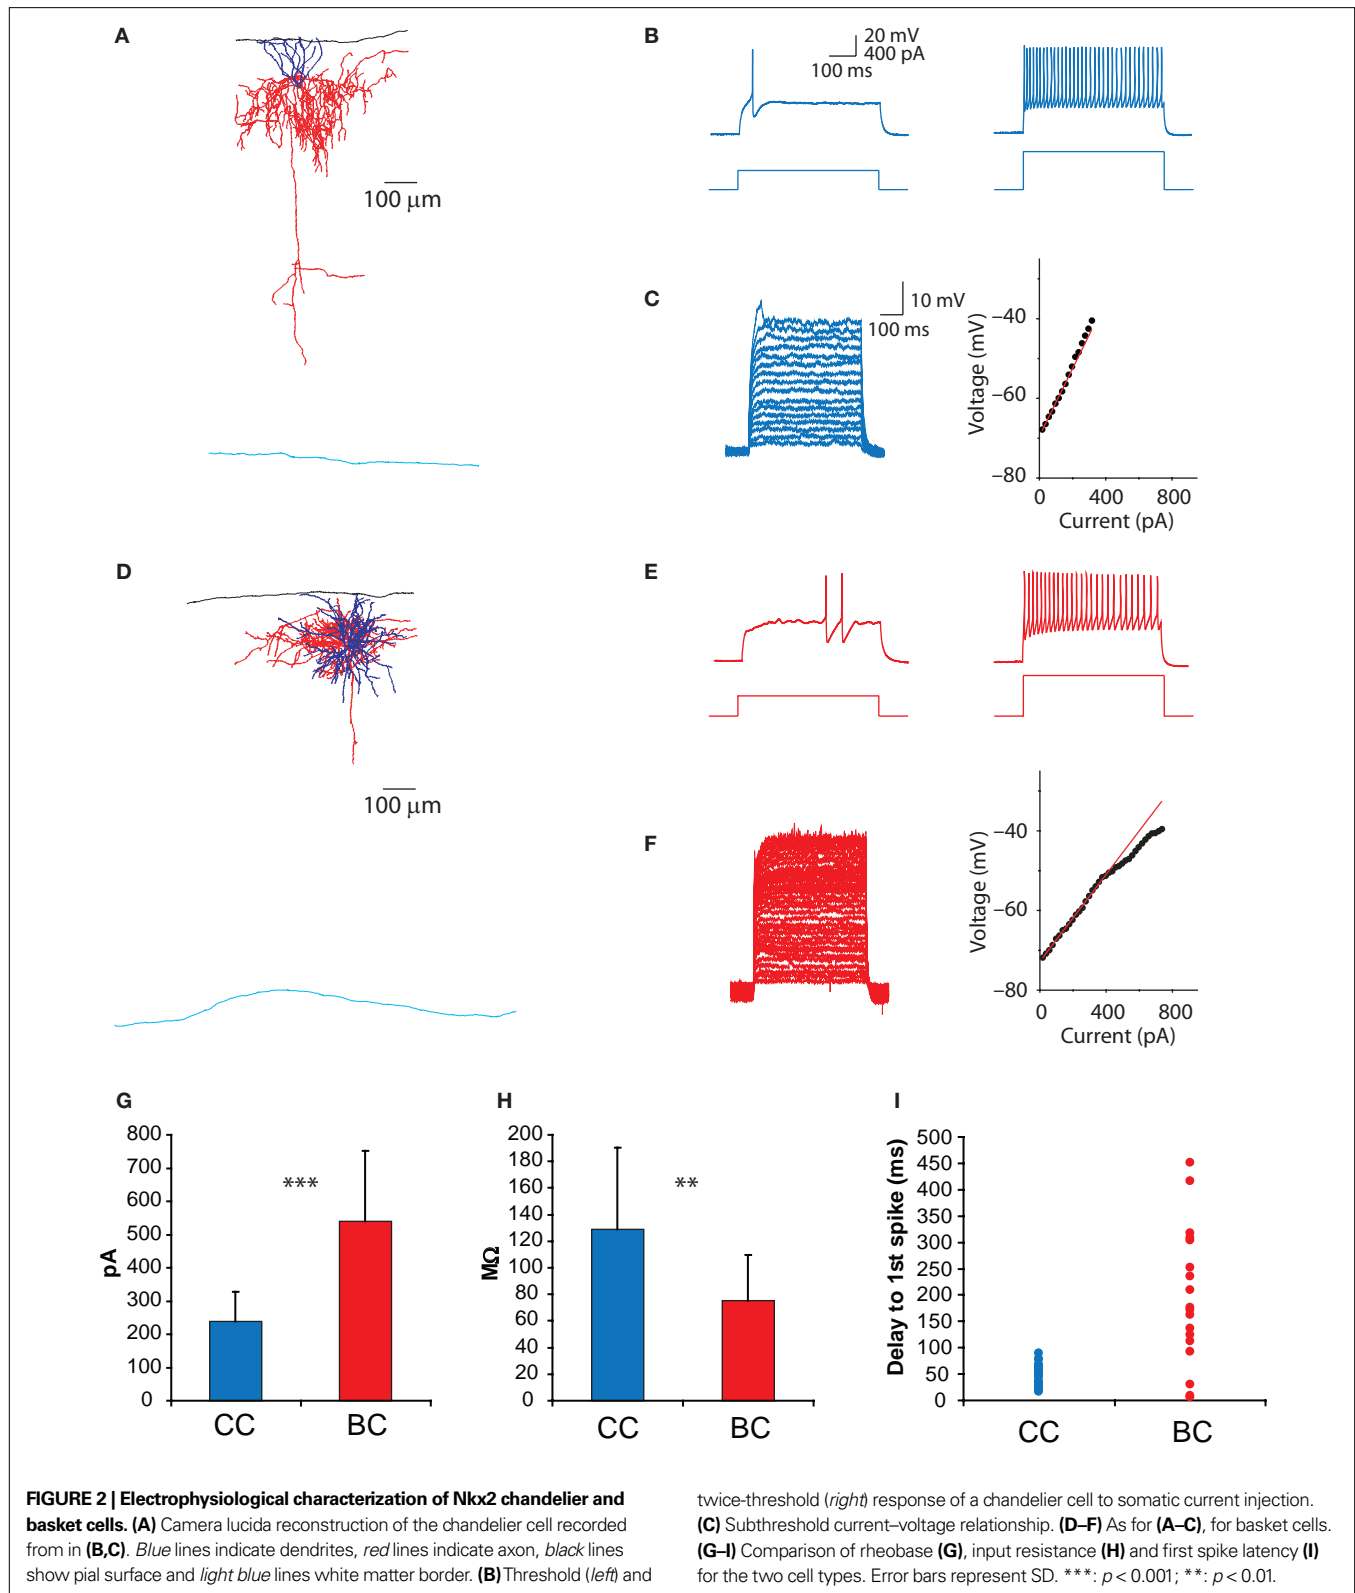 A
100 μm
B
20 mV
400 pA
100 ms
C
10 mV
100 ms
Voltage (mV)
−40
−60
−80
0 400 800
Current (pA)
D
100 μm
E
F
Voltage (mV)
−40
−60
−80
0 400 800
Current (pA)
G
pA
800
700
600
500
400
300
200
100
0
***
CC BC
H
MΩ
200
180
160
140
120
100
80
60
40
20
0
**
CC BC
I
Delay to 1st spike (ms)
500
450
400
350
300
250
200
150
100
50
0
CC BC
FIGURE 2 | Electrophysiological characterization of Nkx2 chandelier and
basket cells. (A) Camera lucida reconstruction of the chandelier cell recorded
from in (B,C). Blue lines indicate dendrites, red lines indicate axon, black lines
show pial surface and light blue lines white matter border. (B) Threshold (left) and
twice-threshold (right) response of a chandelier cell to somatic current injection.
(C) Subthreshold current–voltage relationship. (D–F) As for (A–C), for basket cells.
(G–I) Comparison of rheobase (G), input resistance (H) and first spike latency (I)
for the two cell types. Error bars represent SD. ***: p < 0.001; **: p < 0.01.